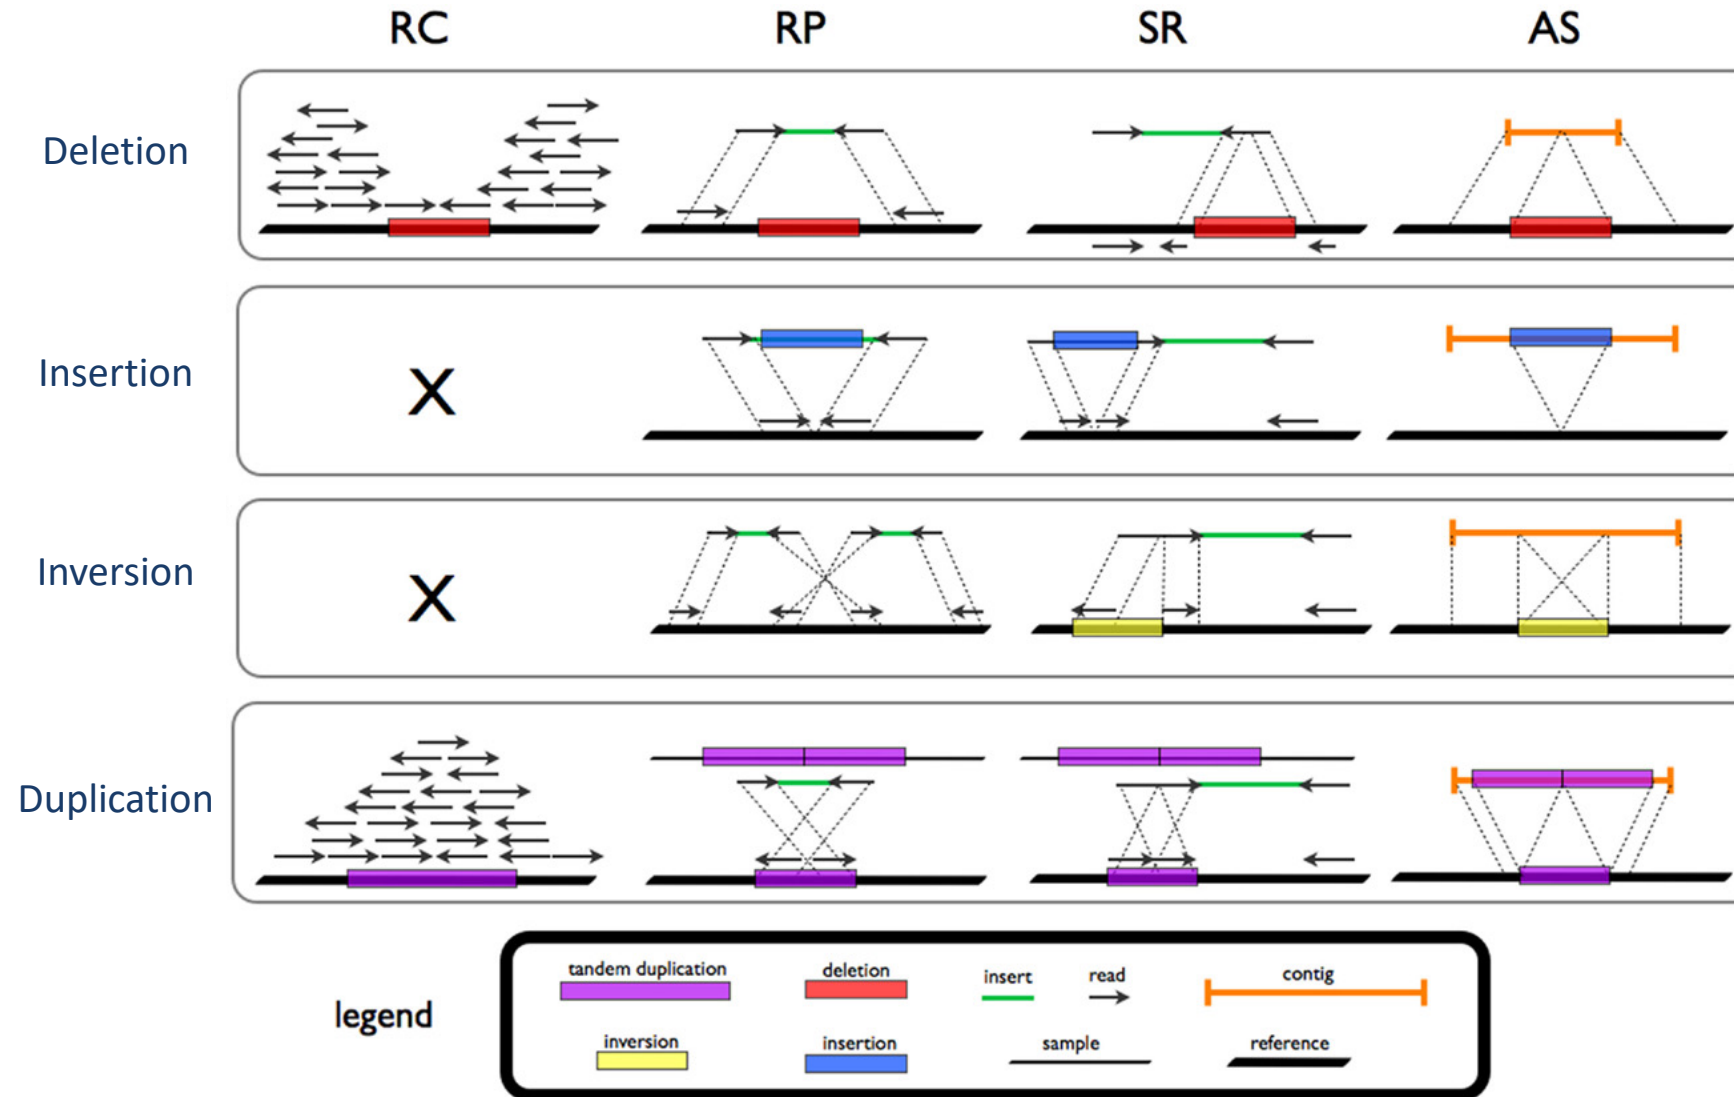 RC RP SR AS
Deletion
Insertion
X
Inversion
X
Duplication
legend
tandem duplication deletion insert read contig
inversion insertion sample reference